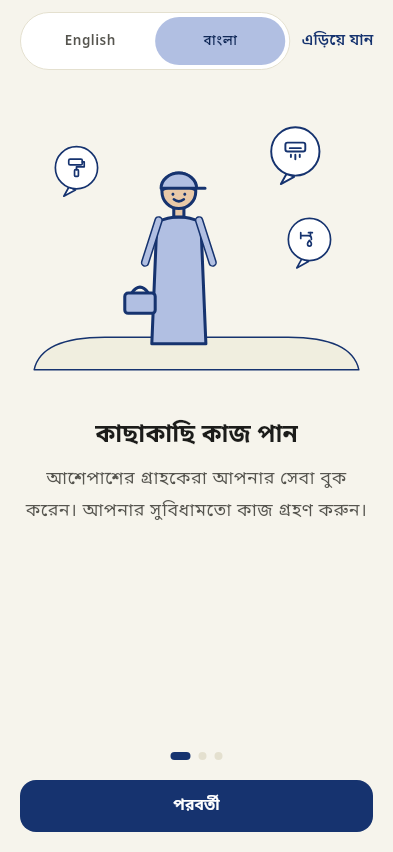 English
বাংলা
এড়িয়ে যান
কাছাকাছি কাজ পান
আশেপাশের গ্রাহকেরা আপনার সেবা বুক
করেন। আপনার সুবিধামতো কাজ গ্রহণ করুন।
পরবর্তী